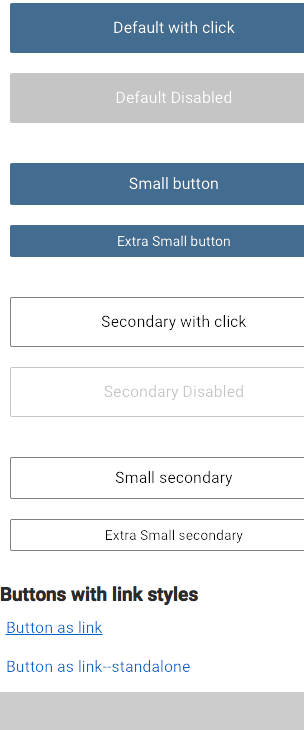 Default with click
Default Disabled
Small button
Extra Small button
Secondary with click
Secondary Disabled
Small secondary
Extra Small secondary
Buttons with link styles
Button as link
Button as link--standalone